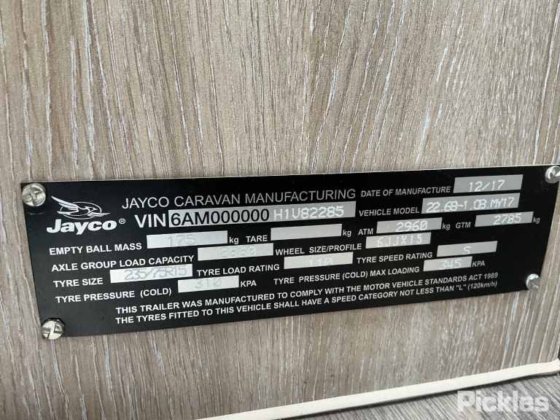 JAYCO CARAVAN MANUFACTURING DATE OF MANUFACTURE 12/17
Jayco® VIN 6AM000000 H1U82285 VEHICLE MODEL 22.68-1.CB MY17
EMPTY BALL MASS kg TARE kg ATM 2960 kg GTM 2785 kg
AXLE GROUP LOAD CAPACITY kg WHEEL SIZE/PROFILE 6JJX15
TYRE SIZE TYRE LOAD RATING 110 TYRE SPEED RATING S
TYRE PRESSURE (COLD) KPA TYRE PRESSURE (COLD) MAX LOADING KPA
THIS TRAILER WAS MANUFACTURED TO COMPLY WITH THE MOTOR VEHICLE STANDARDS ACT 1989
THE TYRES FITTED TO THIS VEHICLE SHALL HAVE A SPEED CATEGORY NOT LESS THAN "L" (120km/h)
Pickles